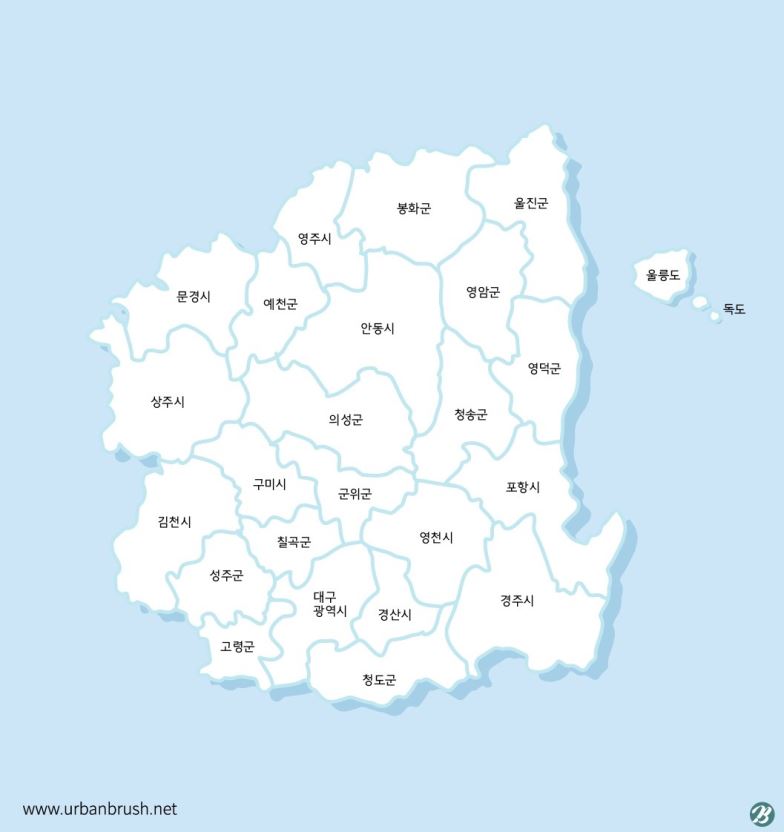 봉화군
울진군
영주시
울릉도
문경시
예천군
영암군
독도
안동시
영덕군
상주시
의성군
청송군
구미시
군위군
포항시
김천시
칠곡군
영천시
성주군
대구
광역시
경산시
경주시
고령군
청도군
www.urbanbrush.net
B